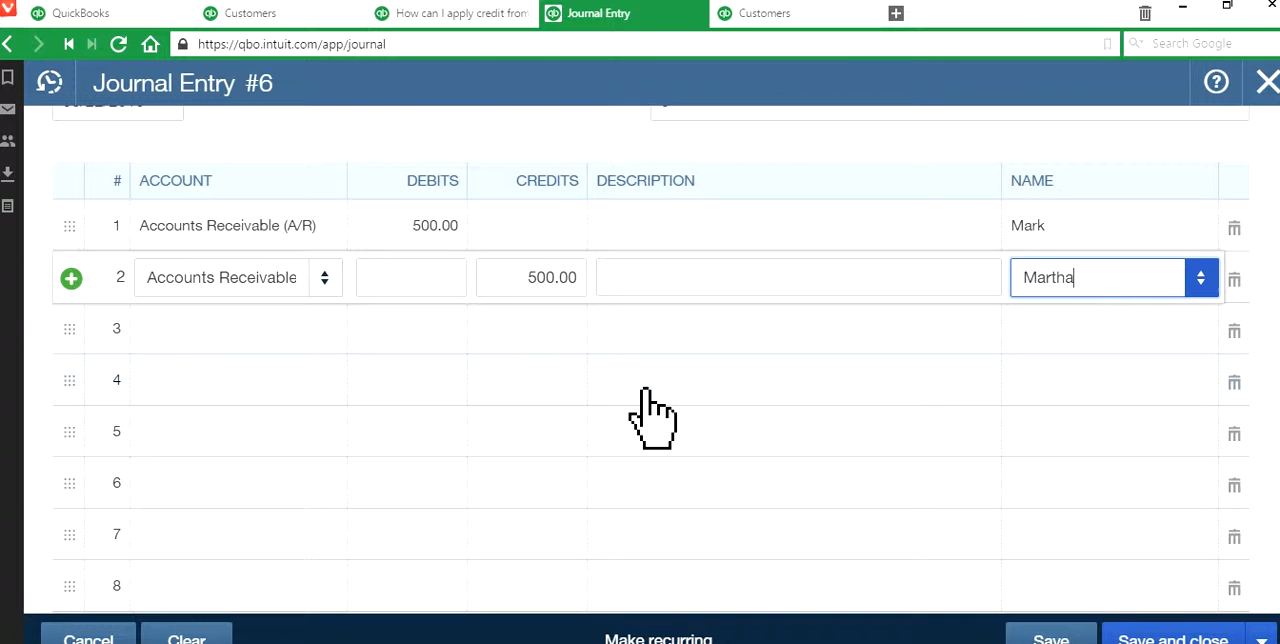 QuickBooks Customers How can I apply credit from Journal Entry Customers
https://qbo.intuit.com/app/journal Search Google
Journal Entry #6
# ACCOUNT DEBITS CREDITS DESCRIPTION NAME
1 Accounts Receivable (A/R) 500.00 Mark
2 Accounts Receivable 500.00 Martha
3
4
5
6
7
8
Cancel Clear Make recurring Save Save and close